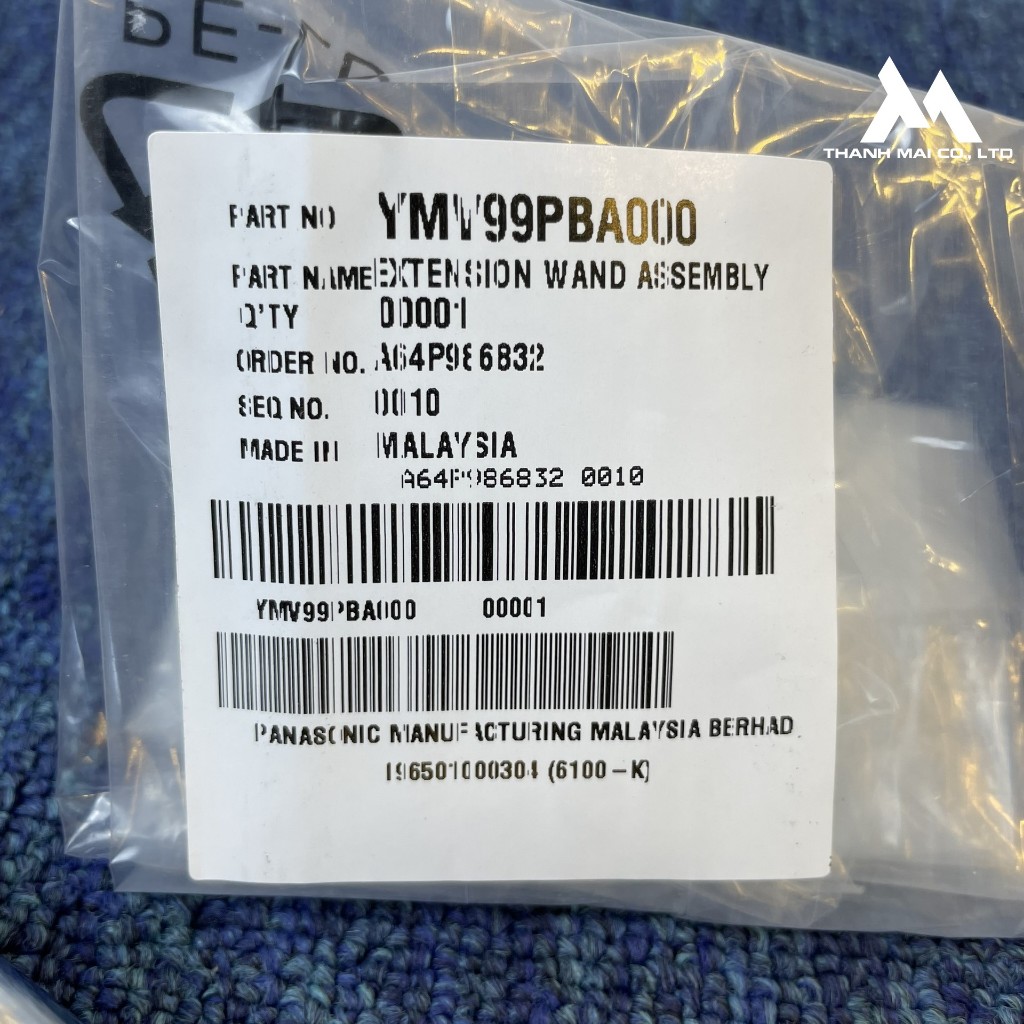 PE-
THANH MAI CO., LTD
PART NO YMV99PBA000
PART NAME EXTENSION WAND ASSEMBLY
Q'TY 00001
ORDER NO. A64P986832
SEQ NO. 0010
MADE IN MALAYSIA
A64P986832 0010
YMV99PBA000 00001
PANASONIC MANUFACTURING MALAYSIA BERHAD
196501000304 (6100-K)